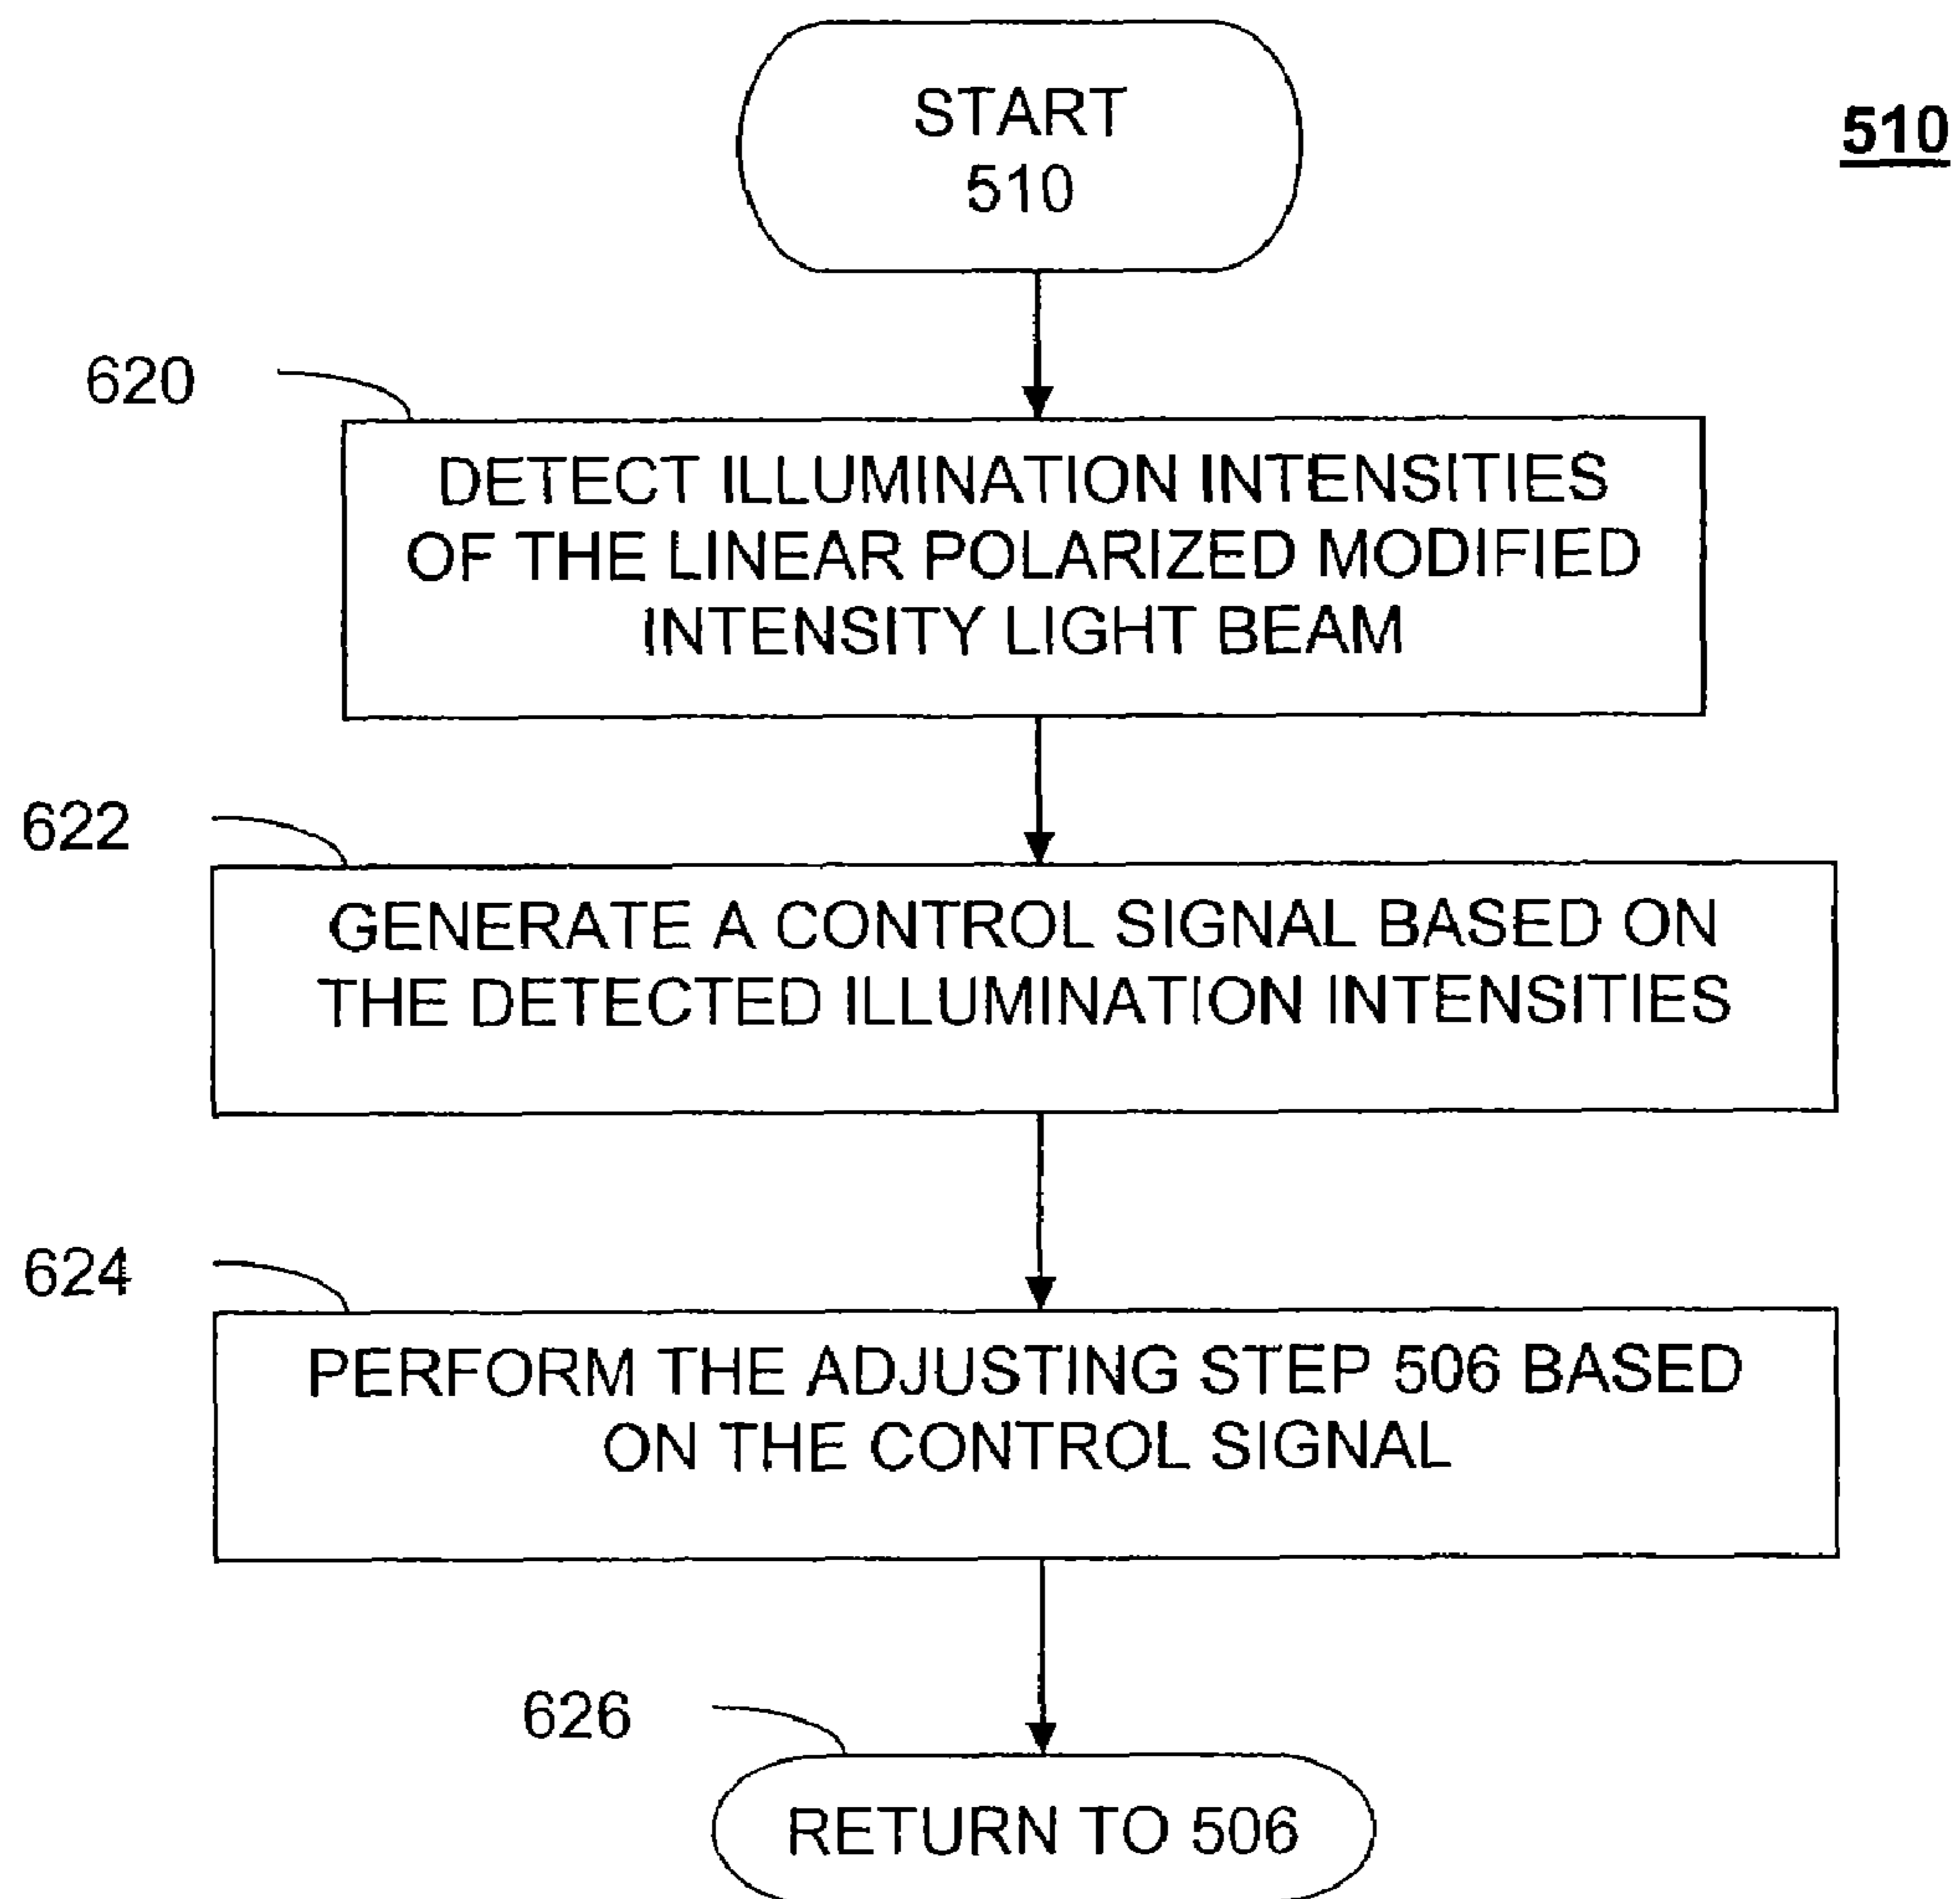 START
510
510
620
DETECT ILLUMINATION INTENSITIES
OF THE LINEAR POLARIZED MODIFIED
INTENSITY LIGHT BEAM
622
GENERATE A CONTROL SIGNAL BASED ON
THE DETECTED ILLUMINATION INTENSITIES
624
PERFORM THE ADJUSTING STEP 506 BASED
ON THE CONTROL SIGNAL
626
RETURN TO 506